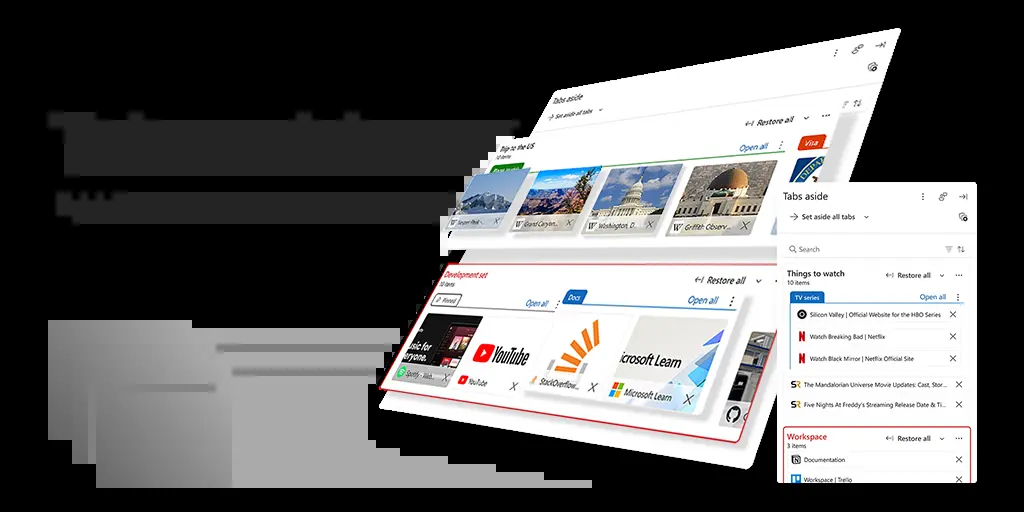 Tabs aside
Set aside all tabs
Restore all
Trip to the US
10 items
Open all
Visa
Grand Canyon...
Washington, D...
Griffith Observ...
Development set
10 items
Restore all
Pinned
Open all
Docs
Open all
YouTube
Spotify - Web...
YouTube
StackOverflow...
Microsoft Learn
Tabs aside
Set aside all tabs
Search
Things to watch
10 items
Restore all
TV series
Open all
Silicon Valley | Official Website for the HBO Series
Watch Breaking Bad | Netflix
Watch Black Mirror | Netflix Official Site
SR The Mandalorian Universe Movie Updates: Cast, Stor...
SR Five Nights At Freddy's Streaming Release Date & Ti...
Workspace
3 items
Restore all
Documentation
Workspace | Trello